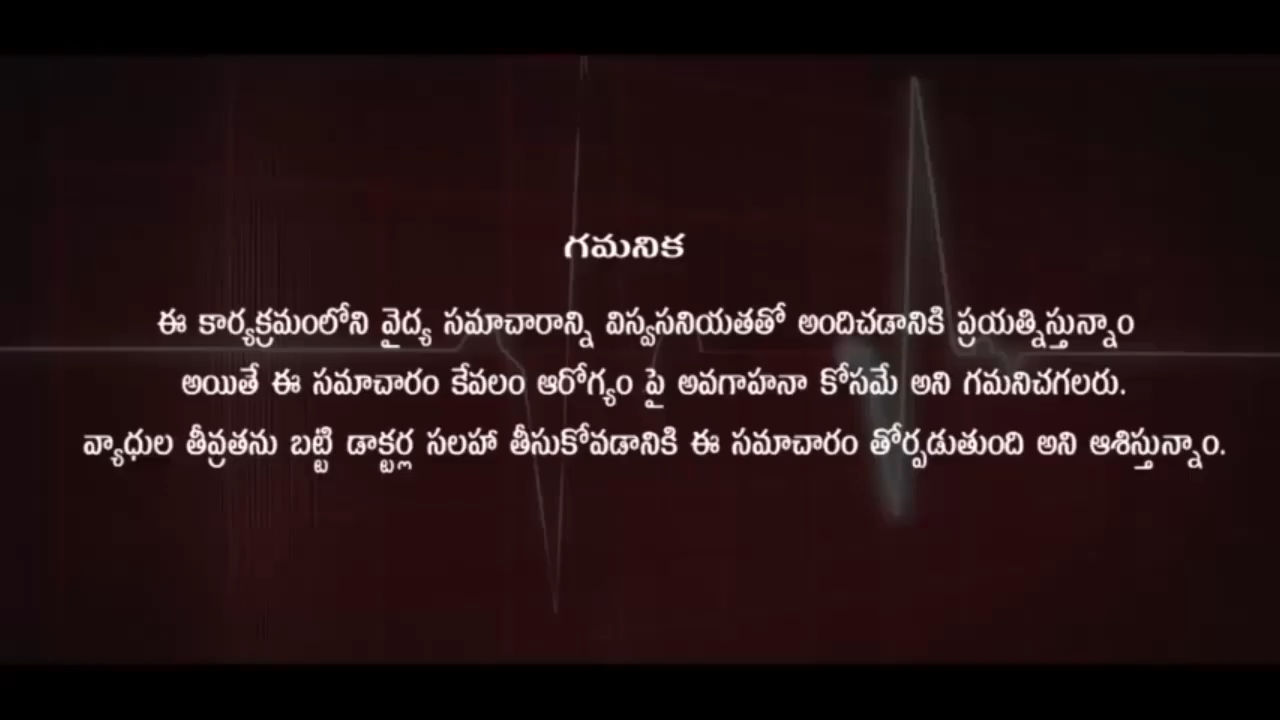 గమనిక
ఈ కార్యక్రమంలోని వైద్య సమాచారాన్ని విస్వసనియతతో అందిచడానికి ప్రయత్నిస్తున్నాం
అయితే ఈ సమాచారం కేవలం ఆరోగ్యం పై అవగాహనా కోసమే అని గమనిచగలరు.
వ్యాధుల తీవ్రతను బట్టి డాక్టర్ల సలహా తీసుకోవడానికి ఈ సమాచారం తోర్పడుతుంది అని ఆశిస్తున్నాం.